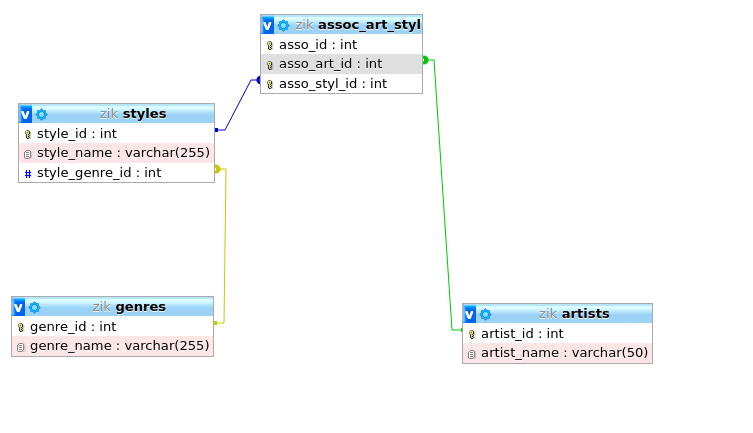 v zik assoc_art_styl
asso_id : int
asso_art_id : int
asso_styl_id : int
v zik styles
style_id : int
style_name : varchar(255)
# style_genre_id : int
v zik genres
genre_id : int
genre_name : varchar(255)
v zik artists
artist_id : int
artist_name : varchar(50)